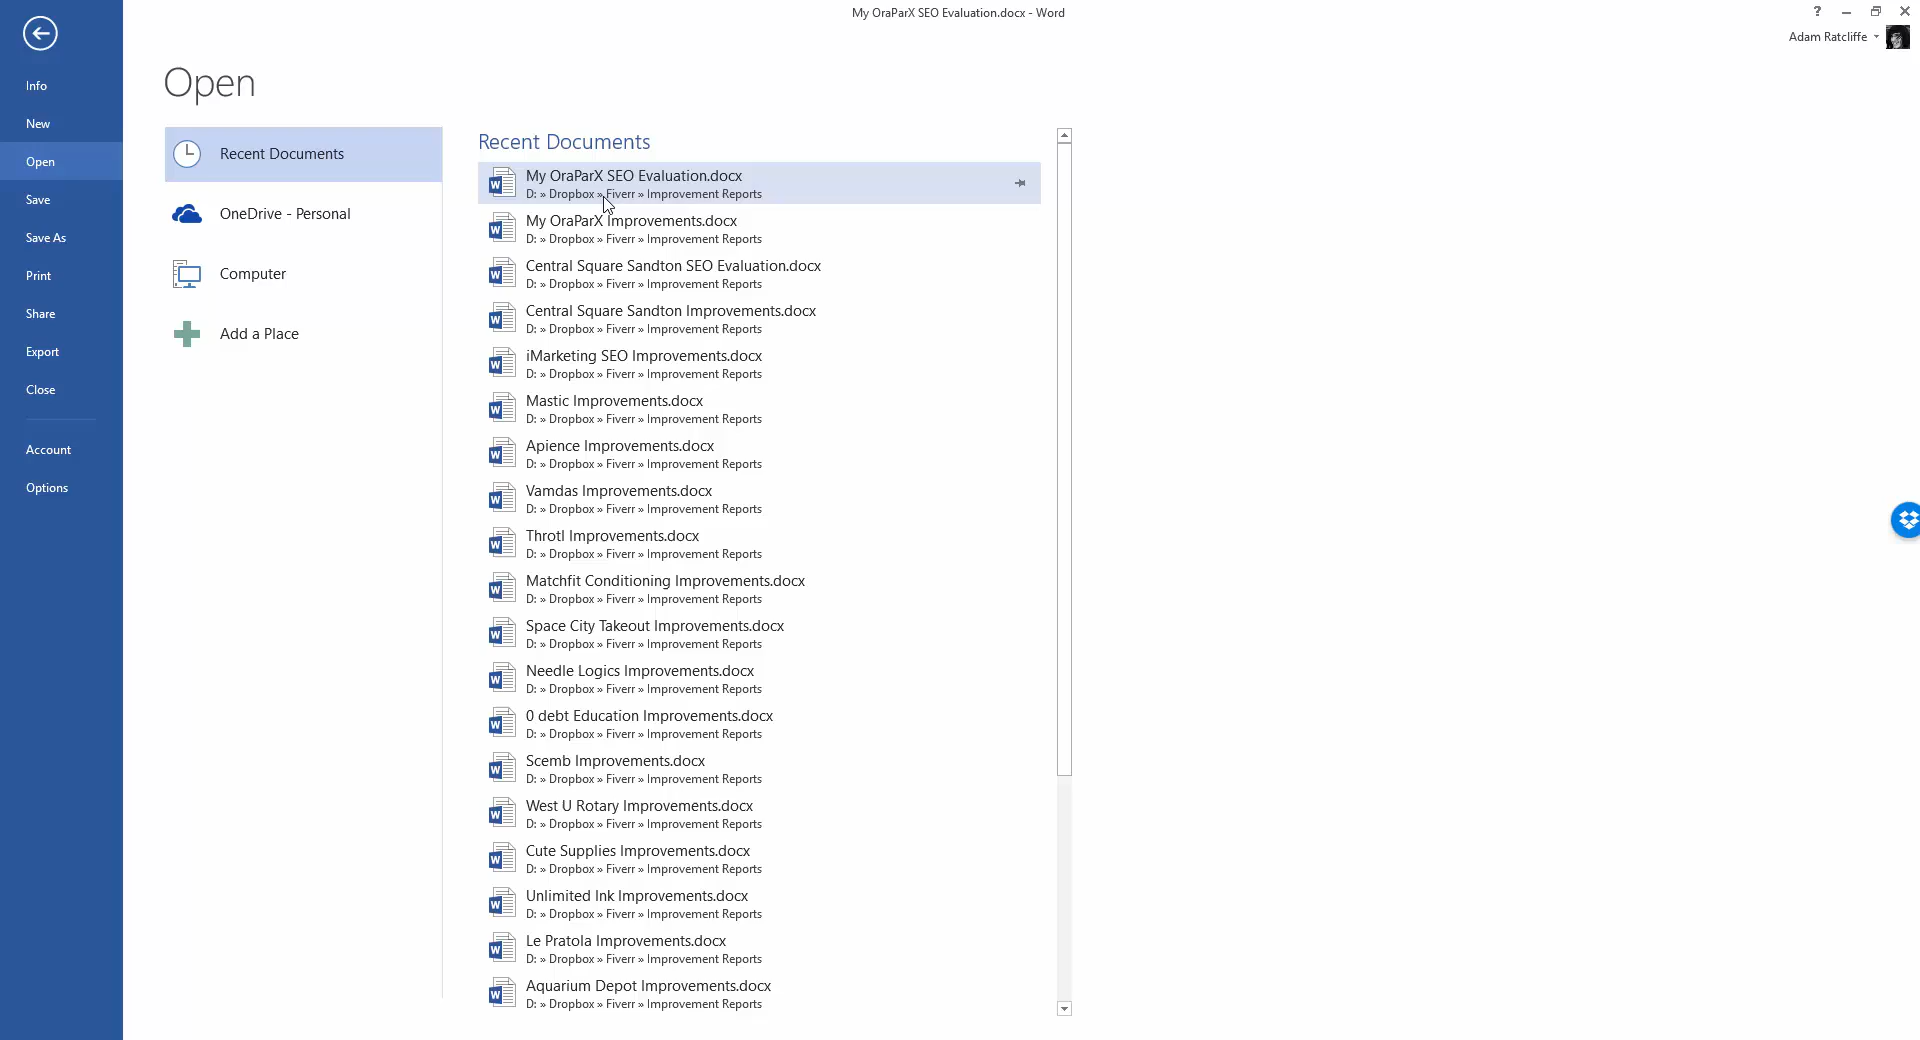 My OraParX SEO Evaluation.docx - Word
?
Adam Ratcliffe
Info
New
Open
Save
Save As
Print
Share
Export
Close
Account
Options
Open
Recent Documents
OneDrive - Personal
Computer
Add a Place
Recent Documents
My OraParX SEO Evaluation.docx
D: » Dropbox » Fiverr » Improvement Reports
My OraParX Improvements.docx
D: » Dropbox » Fiverr » Improvement Reports
Central Square Sandton SEO Evaluation.docx
D: » Dropbox » Fiverr » Improvement Reports
Central Square Sandton Improvements.docx
D: » Dropbox » Fiverr » Improvement Reports
iMarketing SEO Improvements.docx
D: » Dropbox » Fiverr » Improvement Reports
Mastic Improvements.docx
D: » Dropbox » Fiverr » Improvement Reports
Apience Improvements.docx
D: » Dropbox » Fiverr » Improvement Reports
Vamdas Improvements.docx
D: » Dropbox » Fiverr » Improvement Reports
Throtl Improvements.docx
D: » Dropbox » Fiverr » Improvement Reports
Matchfit Conditioning Improvements.docx
D: » Dropbox » Fiverr » Improvement Reports
Space City Takeout Improvements.docx
D: » Dropbox » Fiverr » Improvement Reports
Needle Logics Improvements.docx
D: » Dropbox » Fiverr » Improvement Reports
0 debt Education Improvements.docx
D: » Dropbox » Fiverr » Improvement Reports
Scemb Improvements.docx
D: » Dropbox » Fiverr » Improvement Reports
West U Rotary Improvements.docx
D: » Dropbox » Fiverr » Improvement Reports
Cute Supplies Improvements.docx
D: » Dropbox » Fiverr » Improvement Reports
Unlimited Ink Improvements.docx
D: » Dropbox » Fiverr » Improvement Reports
Le Pratola Improvements.docx
D: » Dropbox » Fiverr » Improvement Reports
Aquarium Depot Improvements.docx
D: » Dropbox » Fiverr » Improvement Reports